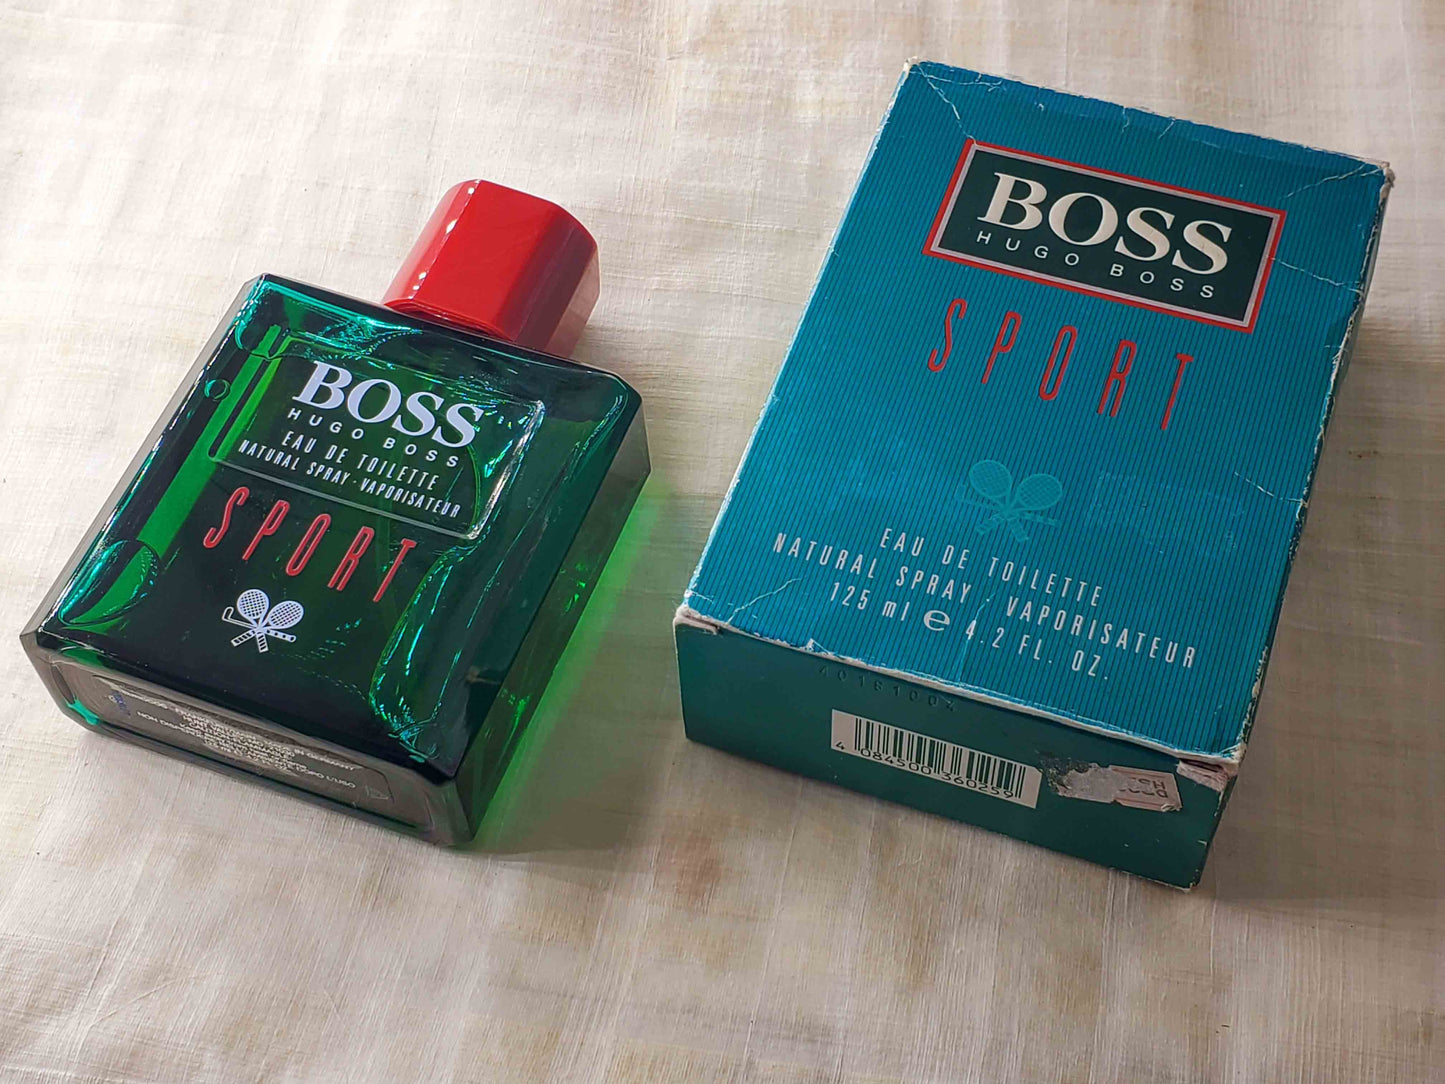 BOSS
HUGO BOSS
EAU DE TOILETTE
NATURAL SPRAY · VAPORISATEUR
SPORT
BOSS
HUGO BOSS
SPORT
EAU DE TOILETTE
NATURAL SPRAY · VAPORISATEUR
125 ml e 4.2 FL. OZ.
4 084500 360259